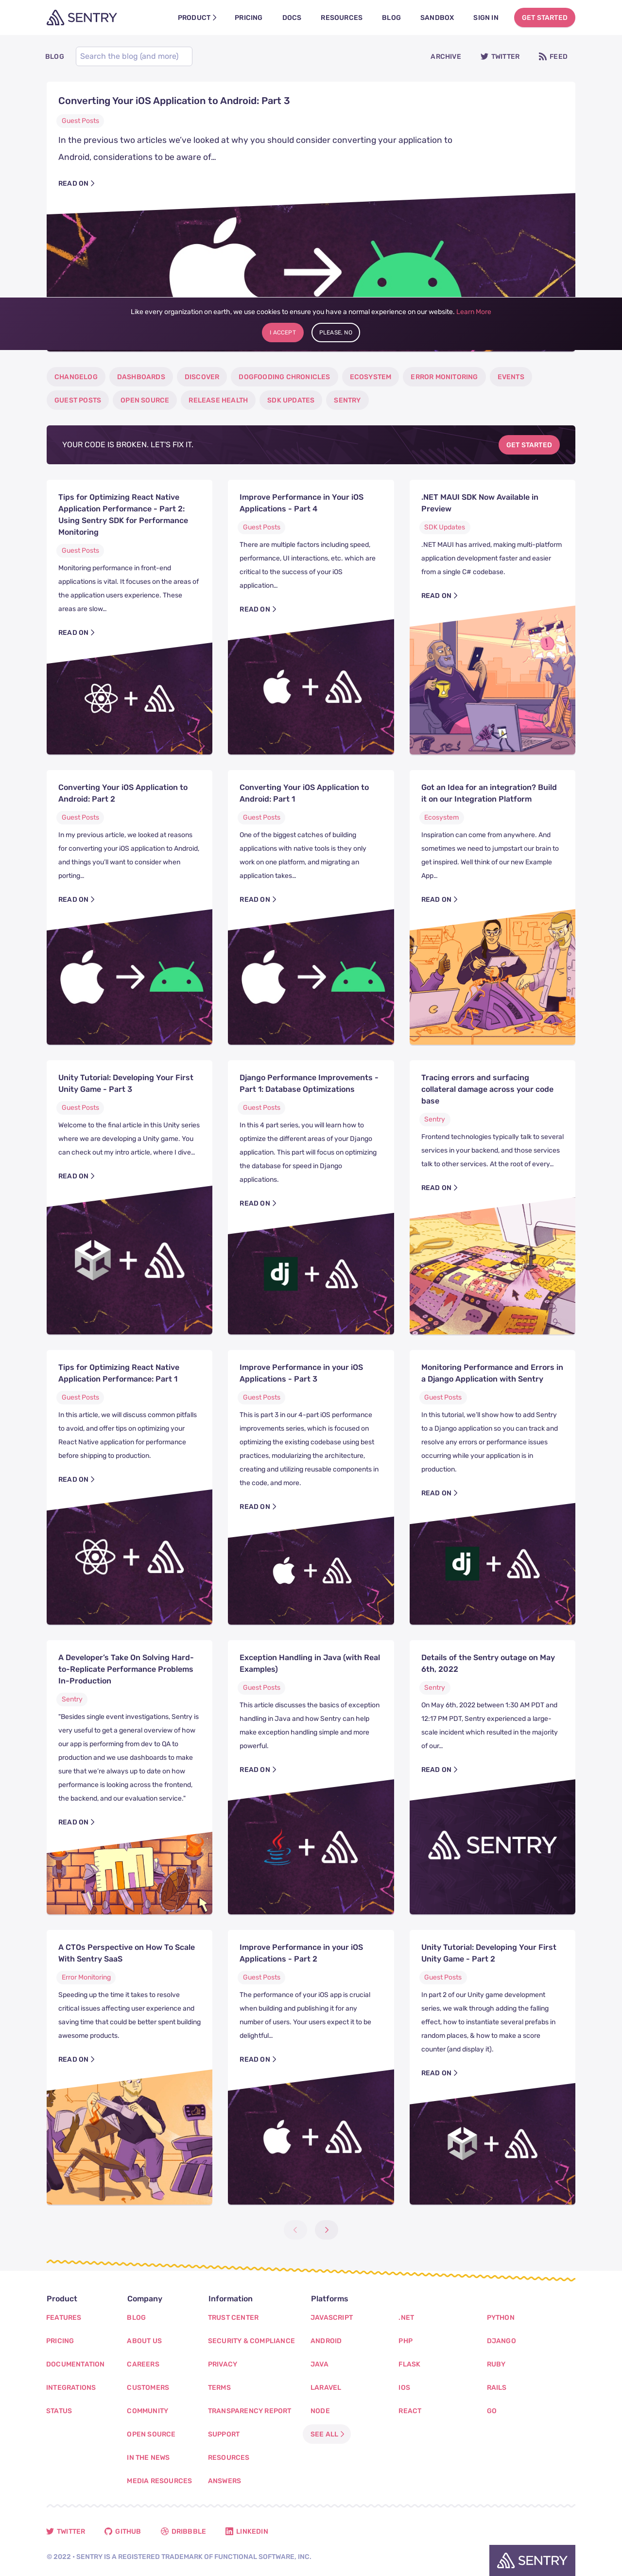 SENTRY
PRODUCT
PRICING
DOCS
RESOURCES
BLOG
SANDBOX
SIGN IN
GET STARTED
BLOG
Search the blog (and more)
ARCHIVE
TWITTER
FEED
Converting Your iOS Application to Android: Part 3
Guest Posts
In the previous two articles we've looked at why you should consider converting your application to
Android, considerations to be aware of…
READ ON
Like every organization on earth, we use cookies to ensure you have a normal experience on our website. Learn More
I ACCEPT
PLEASE, NO
CHANGELOG
DASHBOARDS
DISCOVER
DOGFOODING CHRONICLES
ECOSYSTEM
ERROR MONITORING
EVENTS
GUEST POSTS
OPEN SOURCE
RELEASE HEALTH
SDK UPDATES
SENTRY
YOUR CODE IS BROKEN. LET'S FIX IT.
GET STARTED
Tips for Optimizing React Native
Application Performance - Part 2:
Using Sentry SDK for Performance
Monitoring
Guest Posts
Monitoring performance in front-end
applications is vital. It focuses on the areas of
the application users experience. These
areas are slow…
READ ON
Improve Performance in Your iOS
Applications - Part 4
Guest Posts
There are multiple factors including speed,
performance, UI interactions, etc. which are
critical to the success of your iOS
application…
READ ON
.NET MAUI SDK Now Available in
Preview
SDK Updates
.NET MAUI has arrived, making multi-platform
application development faster and easier
from a single C# codebase.
READ ON
Converting Your iOS Application to
Android: Part 2
Guest Posts
In my previous article, we looked at reasons
for converting your iOS application to Android,
and things you'll want to consider when
porting…
READ ON
Converting Your iOS Application to
Android: Part 1
Guest Posts
One of the biggest catches of building
applications with native tools is they only
work on one platform, and migrating an
application takes…
READ ON
Got an Idea for an integration? Build
it on our Integration Platform
Ecosystem
Inspiration can come from anywhere. And
sometimes we need to jumpstart our brain to
get inspired. Well think of our new Example
App…
READ ON
Unity Tutorial: Developing Your First
Unity Game - Part 3
Guest Posts
Welcome to the final article in this Unity series
where we are developing a Unity game. You
can check out my intro article, where I dive…
READ ON
Django Performance Improvements -
Part 1: Database Optimizations
Guest Posts
In this 4 part series, you will learn how to
optimize the different areas of your Django
application. This part will focus on optimizing
the database for speed in Django
applications.
READ ON
dj
Tracing errors and surfacing
collateral damage across your code
base
Sentry
Frontend technologies typically talk to several
services in your backend, and those services
talk to other services. At the root of every…
READ ON
Tips for Optimizing React Native
Application Performance: Part 1
Guest Posts
In this article, we will discuss common pitfalls
to avoid, and offer tips on optimizing your
React Native application for performance
before shipping to production.
READ ON
Improve Performance in your iOS
Applications - Part 3
Guest Posts
This is part 3 in our 4-part iOS performance
improvements series, which is focused on
optimizing the existing codebase using best
practices, modularizing the architecture,
creating and utilizing reusable components in
the code, and more.
READ ON
Monitoring Performance and Errors in
a Django Application with Sentry
Guest Posts
In this tutorial, we'll show how to add Sentry
to a Django application so you can track and
resolve any errors or performance issues
occurring while your application is in
production.
READ ON
dj
A Developer's Take On Solving Hard-
to-Replicate Performance Problems
In-Production
Sentry
"Besides single event investigations, Sentry is
very useful to get a general overview of how
our app is performing from dev to QA to
production and we use dashboards to make
sure that we're always up to date on how
performance is looking across the frontend,
the backend, and our evaluation service."
READ ON
Exception Handling in Java (with Real
Examples)
Guest Posts
This article discusses the basics of exception
handling in Java and how Sentry can help
make exception handling simple and more
powerful.
READ ON
Details of the Sentry outage on May
6th, 2022
Sentry
On May 6th, 2022 between 1:30 AM PDT and
12:17 PM PDT, Sentry experienced a large-
scale incident which resulted in the majority
of our…
READ ON
SENTRY
A CTOs Perspective on How To Scale
With Sentry SaaS
Error Monitoring
Speeding up the time it takes to resolve
critical issues affecting user experience and
saving time that could be better spent building
awesome products.
READ ON
Improve Performance in your iOS
Applications - Part 2
Guest Posts
The performance of your iOS app is crucial
when building and publishing it for any
number of users. Your users expect it to be
delightful…
READ ON
Unity Tutorial: Developing Your First
Unity Game - Part 2
Guest Posts
In part 2 of our Unity game development
series, we walk through adding the falling
effect, how to instantiate several prefabs in
random places, & how to make a score
counter (and display it).
READ ON
Product
FEATURES
PRICING
DOCUMENTATION
INTEGRATIONS
STATUS
Company
BLOG
ABOUT US
CAREERS
CUSTOMERS
COMMUNITY
OPEN SOURCE
IN THE NEWS
MEDIA RESOURCES
Information
TRUST CENTER
SECURITY & COMPLIANCE
PRIVACY
TERMS
TRANSPARENCY REPORT
SUPPORT
RESOURCES
ANSWERS
Platforms
JAVASCRIPT
ANDROID
JAVA
LARAVEL
NODE
SEE ALL
.NET
PHP
FLASK
IOS
REACT
PYTHON
DJANGO
RUBY
RAILS
GO
TWITTER
GITHUB
DRIBBBLE
LINKEDIN
© 2022 • SENTRY IS A REGISTERED TRADEMARK OF FUNCTIONAL SOFTWARE, INC.
SENTRY